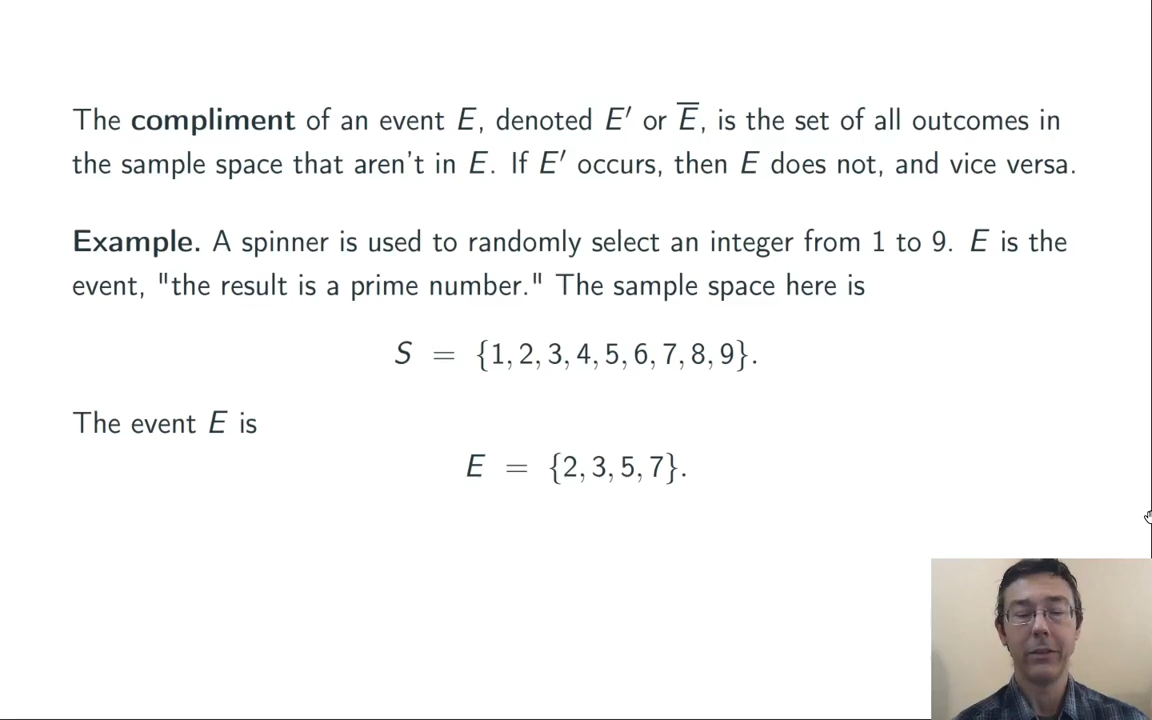 The compliment of an event E, denoted E′ or E̅, is the set of all outcomes in
the sample space that aren't in E. If E′ occurs, then E does not, and vice versa.
Example. A spinner is used to randomly select an integer from 1 to 9. E is the
event, "the result is a prime number." The sample space here is
S = {1, 2, 3, 4, 5, 6, 7, 8, 9}.
The event E is
E = {2, 3, 5, 7}.